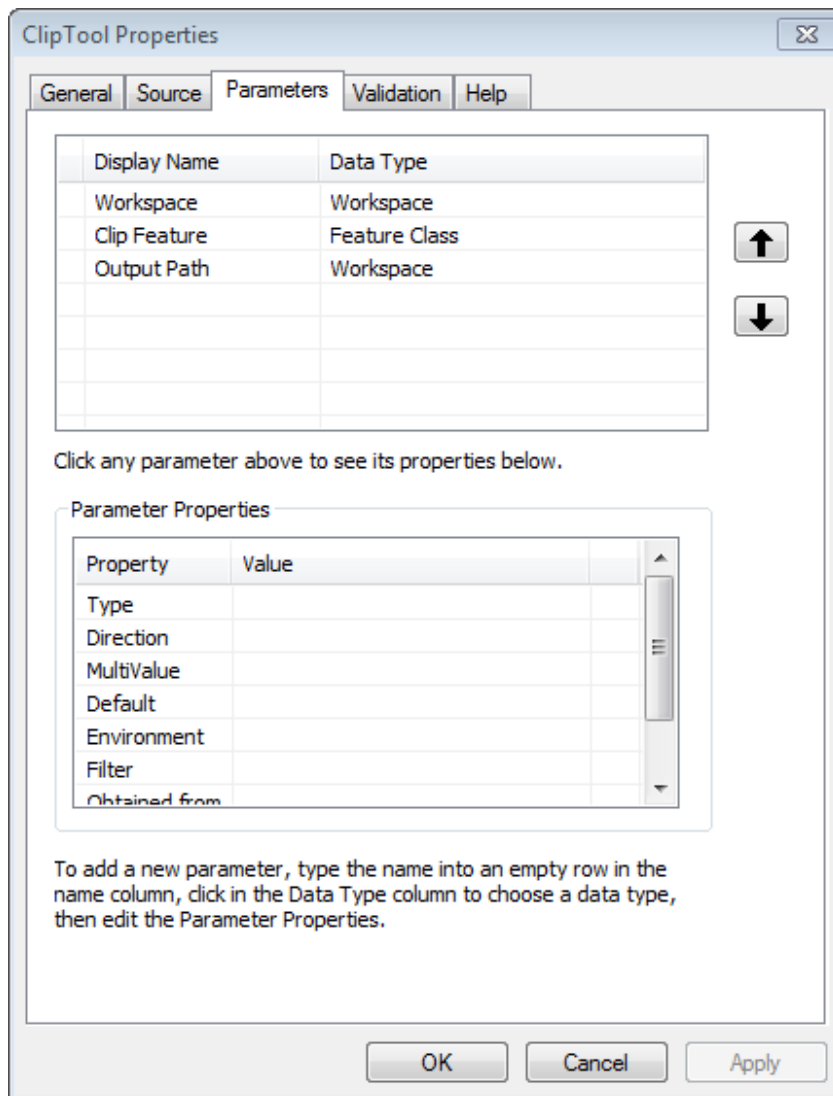 ClipTool Properties
General Source Parameters Validation Help
Display Name Data Type
Workspace Workspace
Clip Feature Feature Class
Output Path Workspace
Click any parameter above to see its properties below.
Parameter Properties
Property Value
Type
Direction
MultiValue
Default
Environment
Filter
Obtained from
To add a new parameter, type the name into an empty row in the
name column, click in the Data Type column to choose a data type,
then edit the Parameter Properties.
OK Cancel Apply